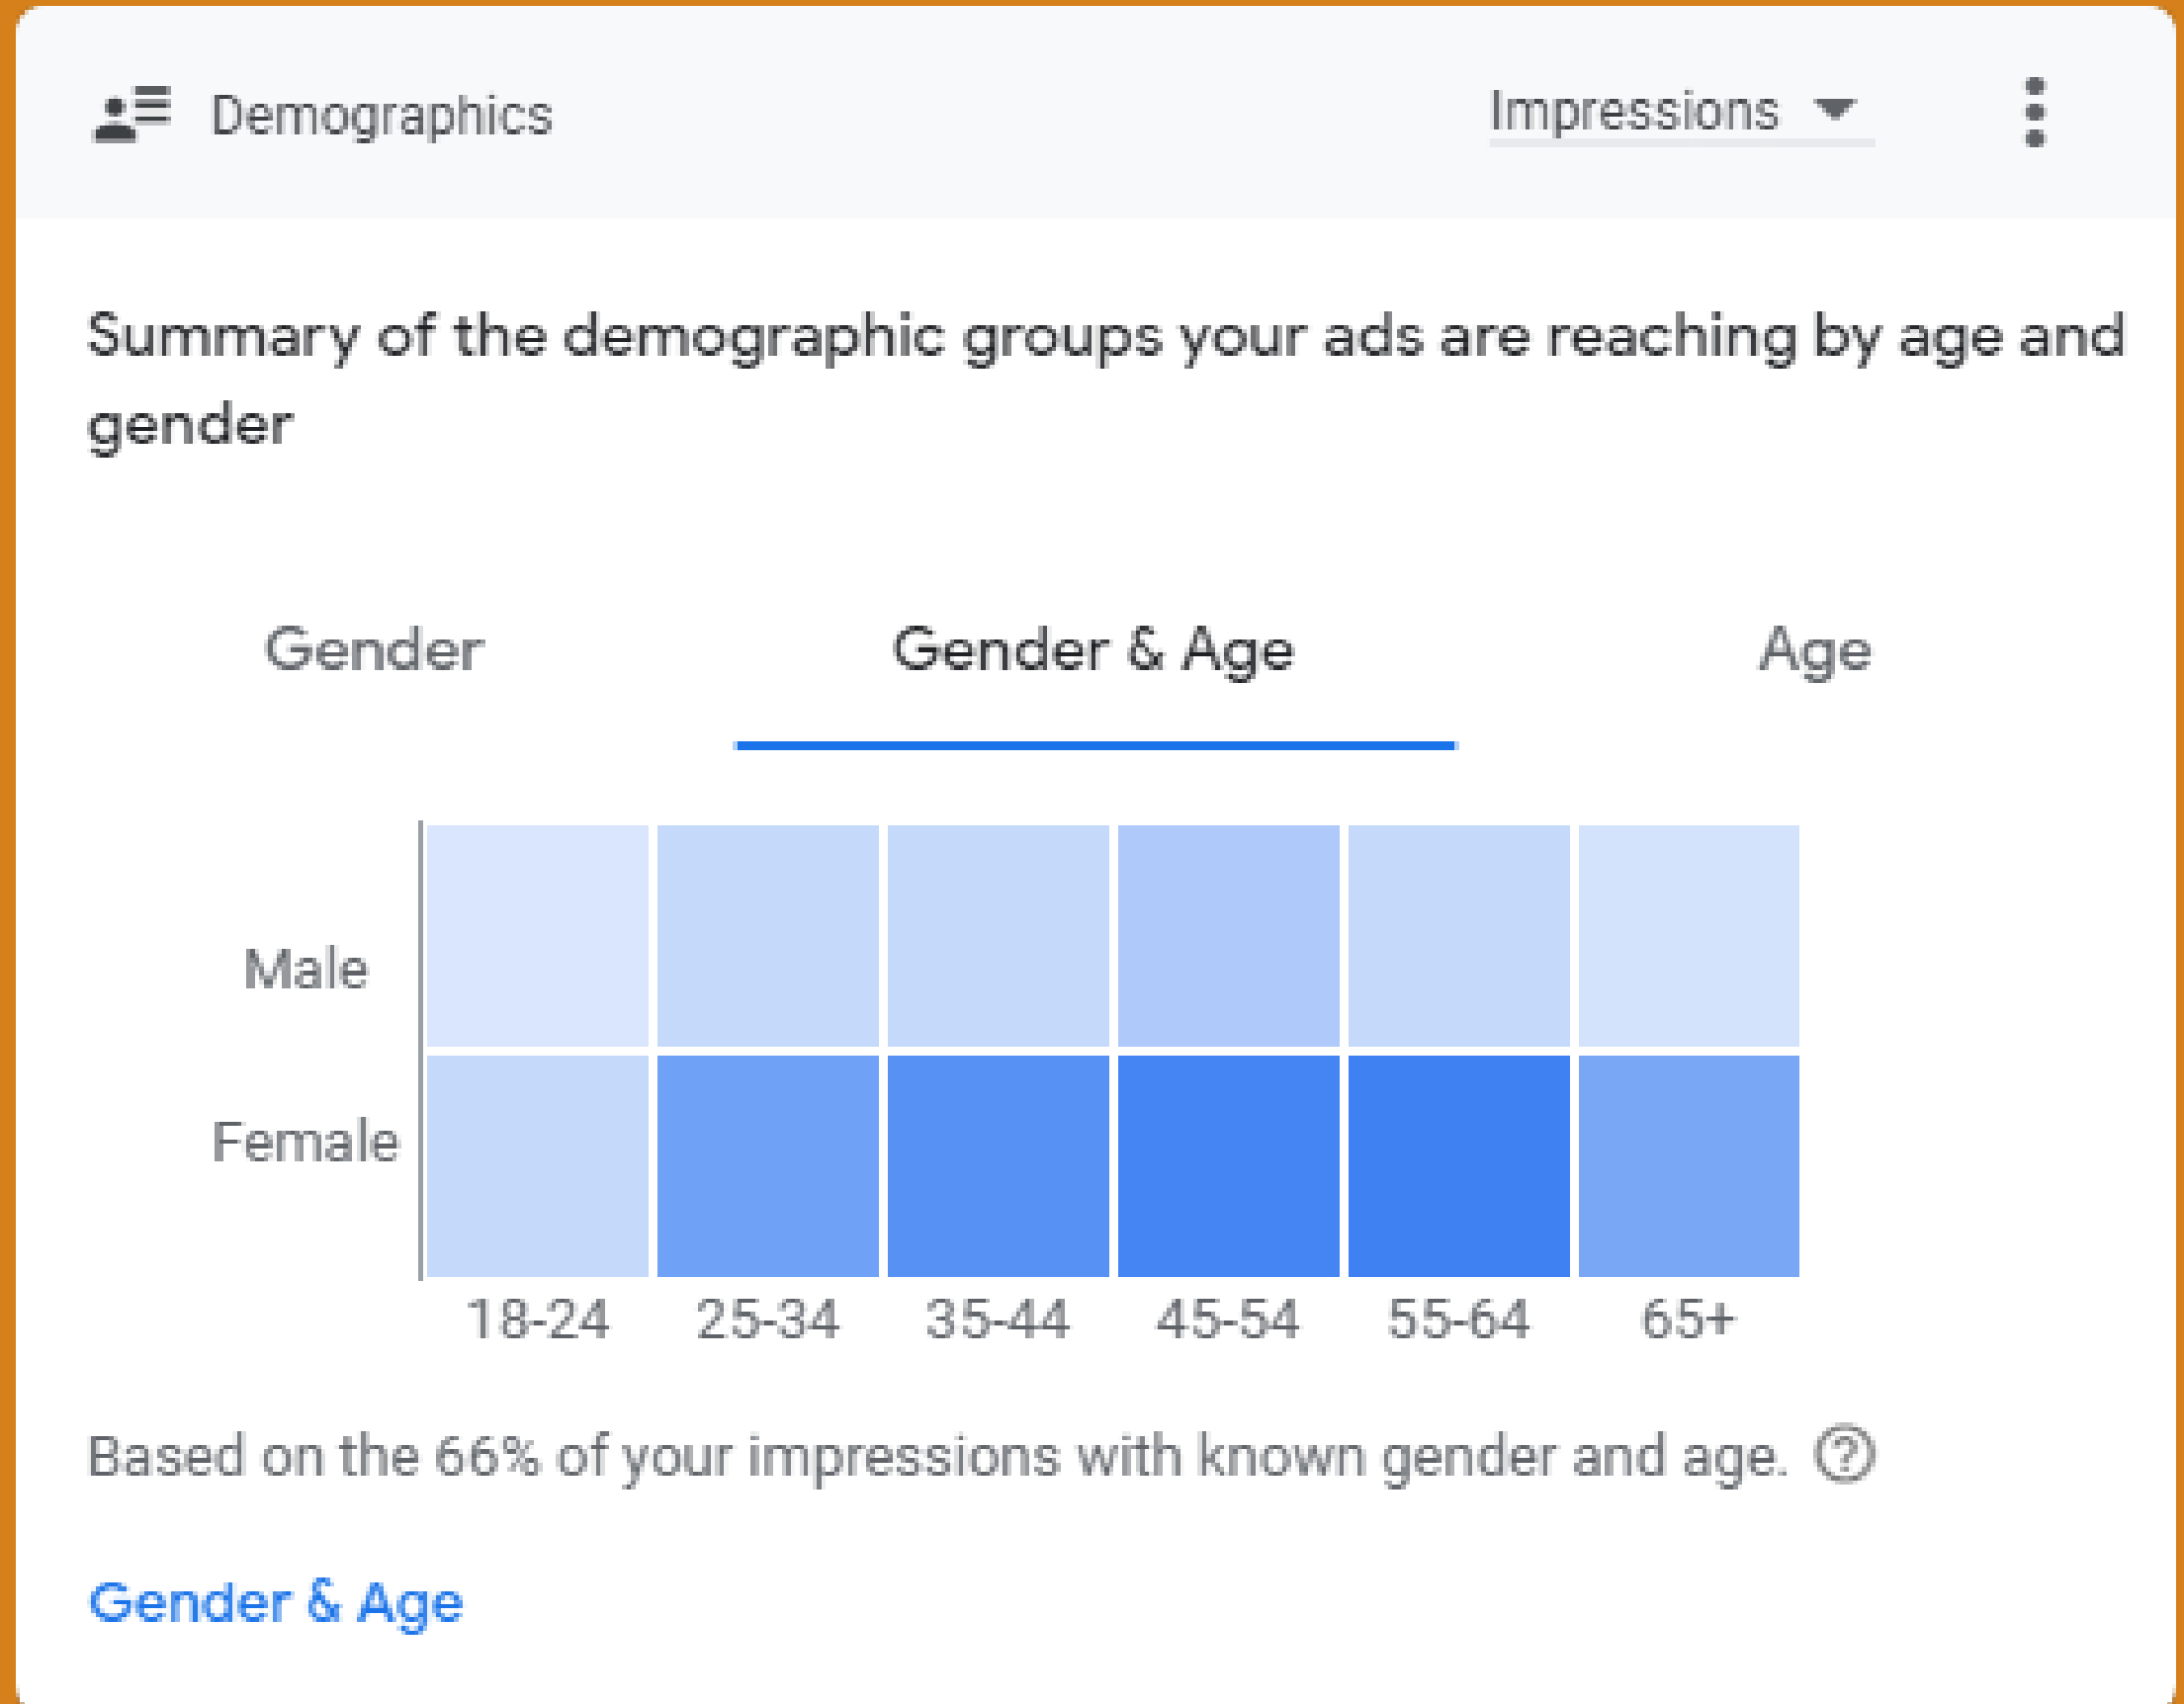 Demographics
Impressions
Summary of the demographic groups your ads are reaching by age and
gender
Gender
Gender & Age
Age
Male
Female
18-24
25-34
35-44
45-54
55-64
65+
Based on the 66% of your impressions with known gender and age.
Gender & Age